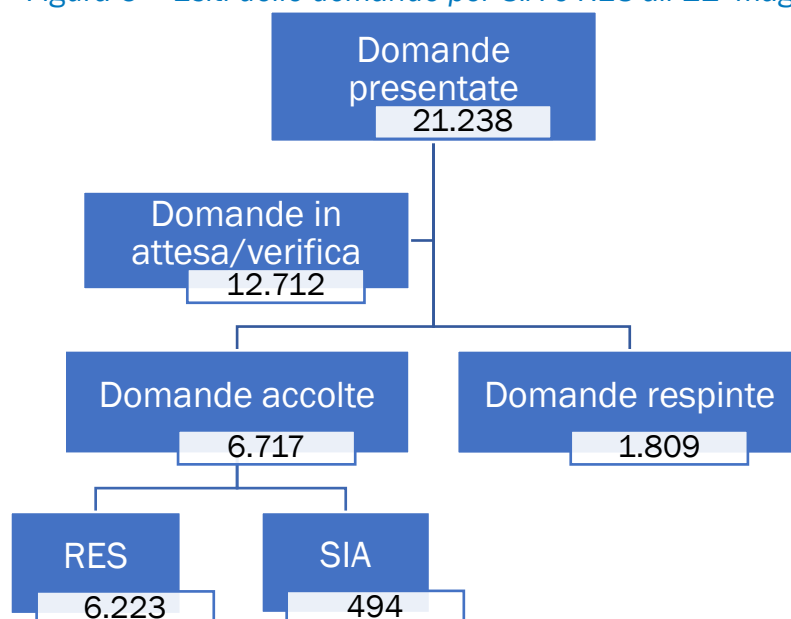 Domande
presentate
21.238
Domande in
attesa/verifica
12.712
Domande accolte
6.717
Domande respinte
1.809
RES
6.223
SIA
494